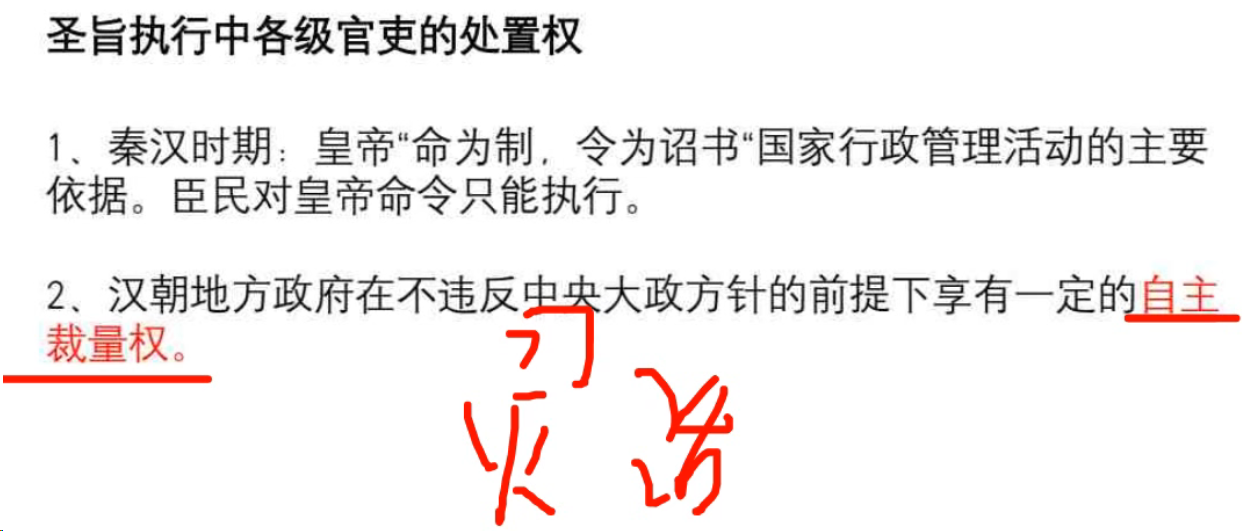 圣旨执行中各级官吏的处置权
1、秦汉时期：皇帝“命为制，令为诏书“国家行政管理活动的主要
依据。臣民对皇帝命令只能执行。
2、汉朝地方政府在不违反中央大政方针的前提下享有一定的自主
裁量权。